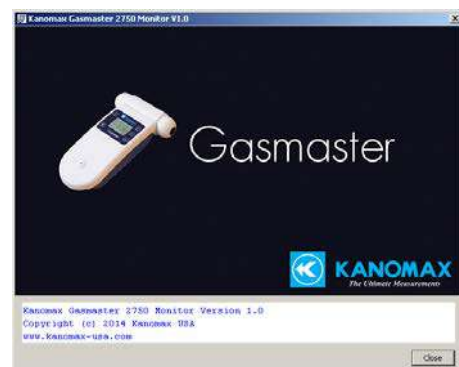 Kanomax Gasmaster 2750 Monitor V1.0
Gasmaster
KANOMAX
The Ultimate Measurements
Kanomax Gasmaster 2750 Monitor Version 1.0
Copyright (c) 2014 Kanomax USA
www.kanomax-usa.com
Close